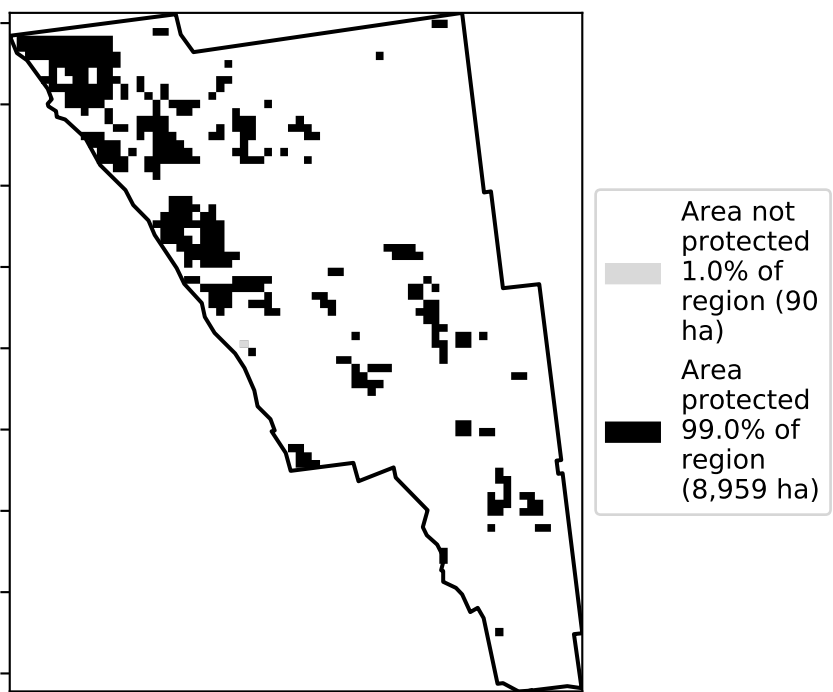 Area not
protected
1.0% of
region (90
ha)
Area
protected
99.0% of
region
(8,959 ha)